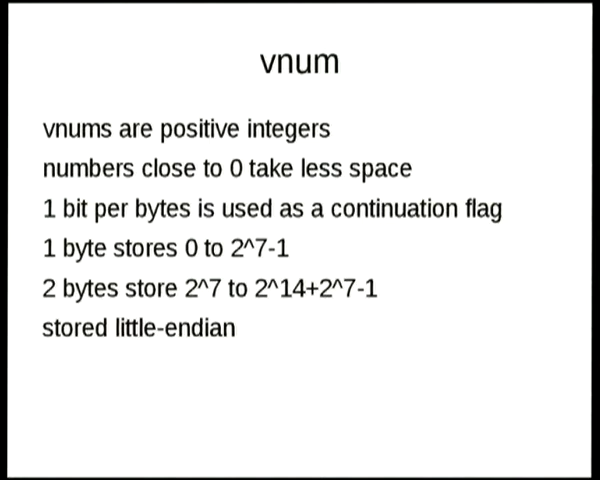 vnum
vnums are positive integers
numbers close to 0 take less space
1 bit per bytes is used as a continuation flag
1 byte stores 0 to 2^7-1
2 bytes store 2^7 to 2^14+2^7-1
stored little-endian